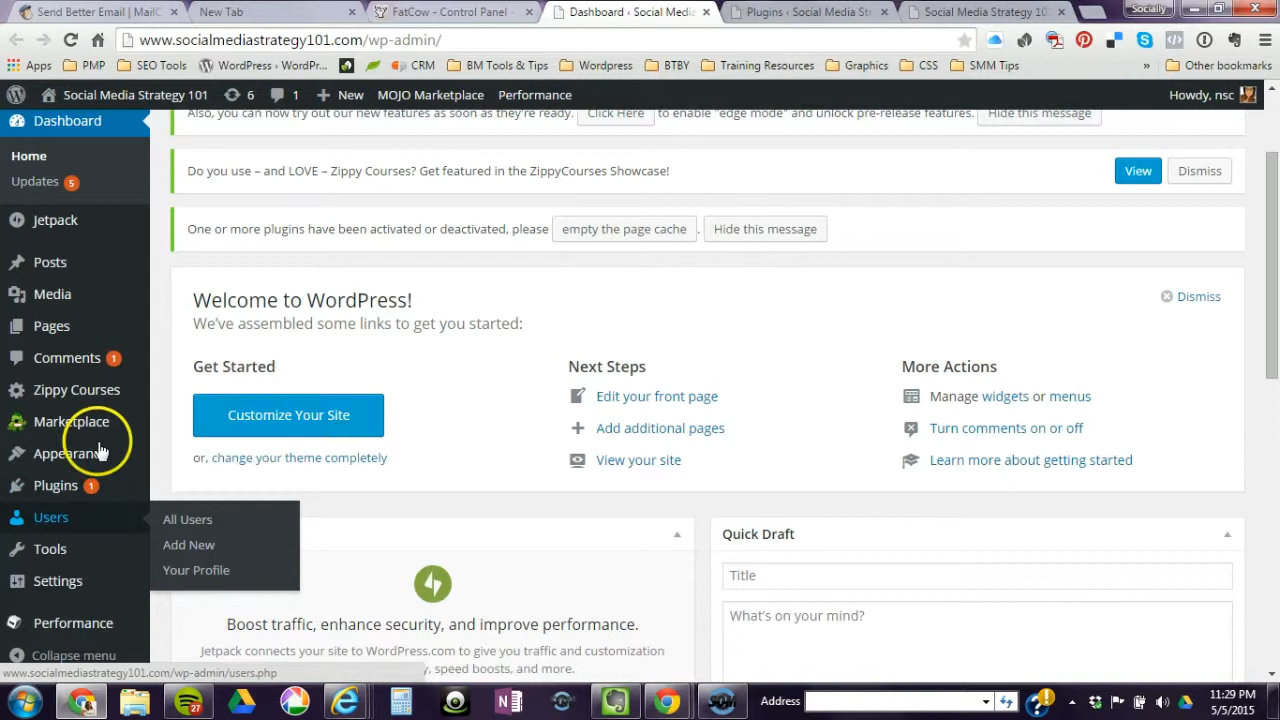 Send Better Email | MailC
New Tab
FatCow - Control Panel -
Dashboard ‹ Social Media
Plugins ‹ Social Media Str
Social Media Strategy 101
Socially
www.socialmediastrategy101.com/wp-admin/
Apps
PMP
SEO Tools
WordPress › WordPr...
CRM
BM Tools & Tips
Wordpress
BTBY
Training Resources
Graphics
CSS
SMM Tips
»
Other bookmarks
Social Media Strategy 101
6
1
New
MOJO Marketplace
Performance
Howdy, nsc
Dashboard
Home
Updates 5
Jetpack
Posts
Media
Pages
Comments 1
Zippy Courses
Marketplace
Appearance
Plugins 1
Users
Tools
Settings
Performance
Collapse menu
All Users
Add New
Your Profile
Also, you can now try out our new features as soon as they're ready. Click Here to enable "edge mode" and unlock pre-release features. Hide this message
Do you use – and LOVE – Zippy Courses? Get featured in the ZippyCourses Showcase!
View
Dismiss
One or more plugins have been activated or deactivated, please empty the page cache . Hide this message
Welcome to WordPress!
Dismiss
We've assembled some links to get you started:
Get Started
Customize Your Site
or, change your theme completely
Next Steps
Edit your front page
Add additional pages
View your site
More Actions
Manage widgets or menus
Turn comments on or off
Learn more about getting started
Boost traffic, enhance security, and improve performance.
Jetpack connects your site to WordPress.com to give you traffic and customization
speed boosts, and more.
Quick Draft
Title
What's on your mind?
www.socialmediastrategy101.com/wp-admin/users.php
27
Address
11:29 PM
5/5/2015